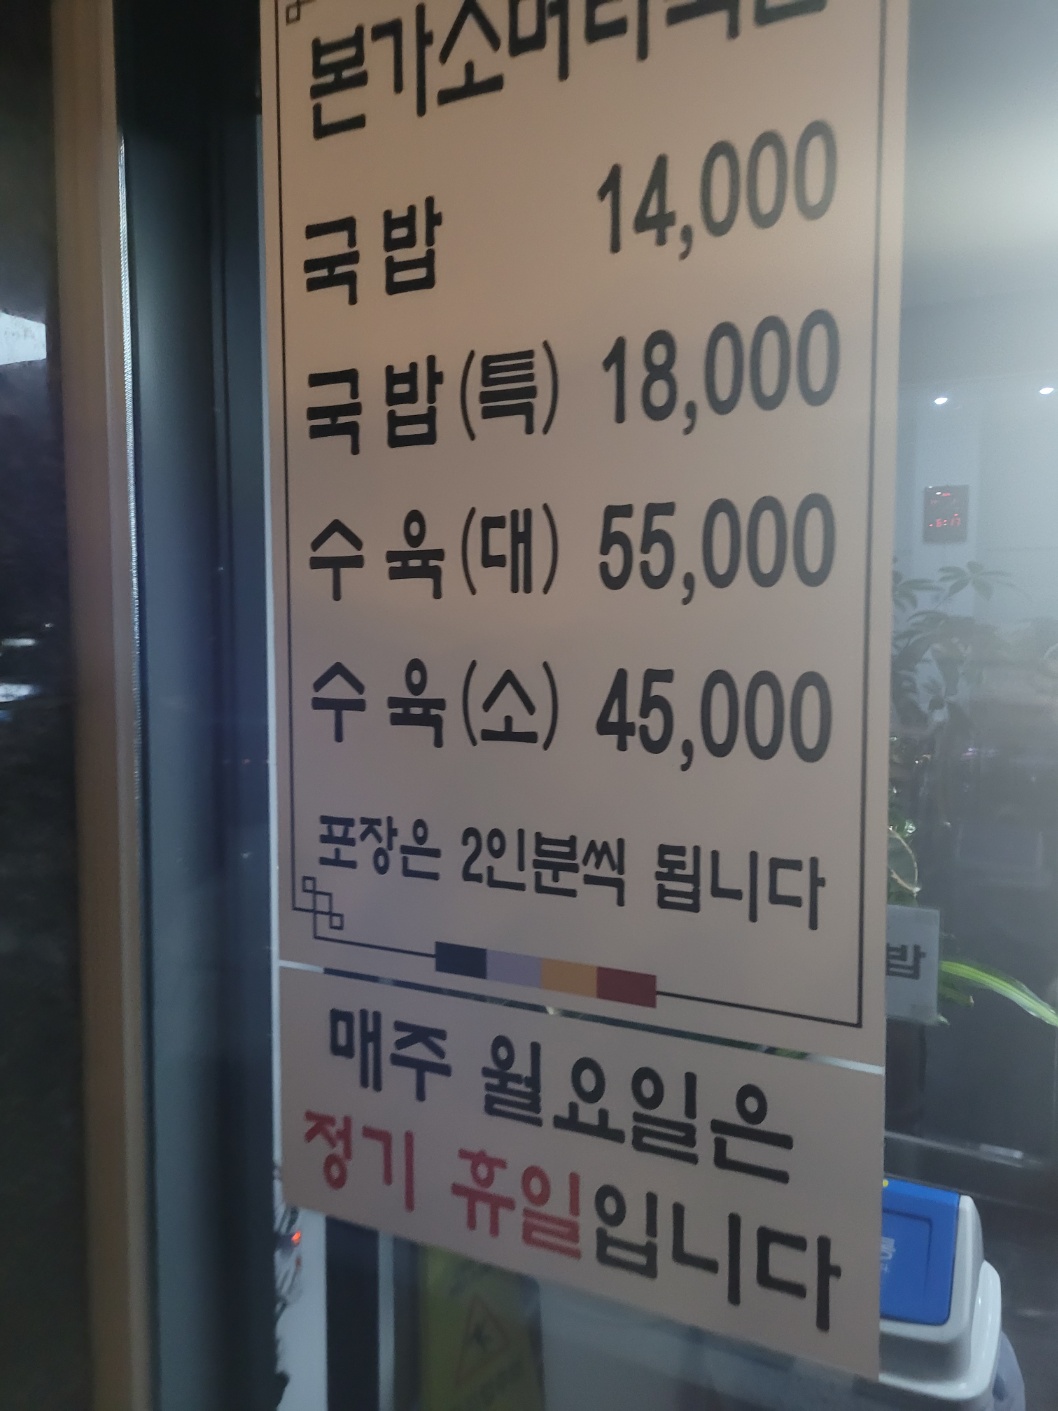 본가소머리국밥
국밥 14,000
국밥(특) 18,000
수육(대) 55,000
수육(소) 45,000
포장은 2인분씩 됩니다
매주 월요일은
정기 휴일입니다
밥